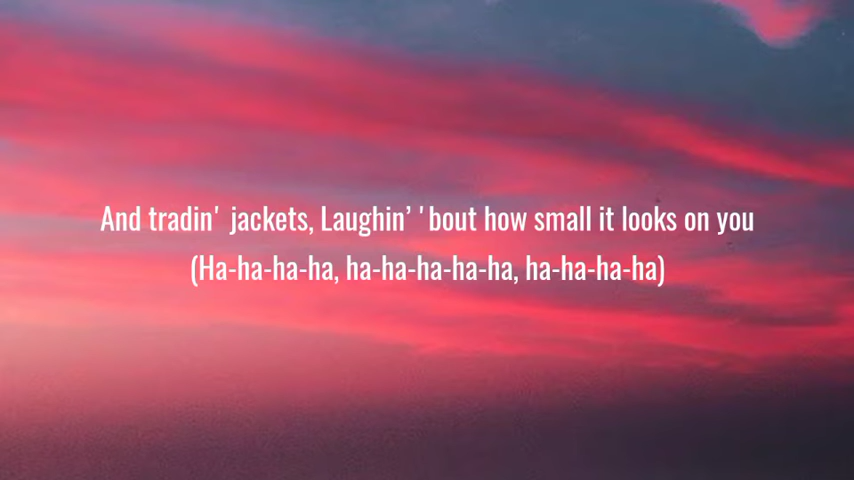 And tradin' jackets, Laughin’ 'bout how small it looks on you
(Ha-ha-ha-ha, ha-ha-ha-ha-ha, ha-ha-ha-ha)